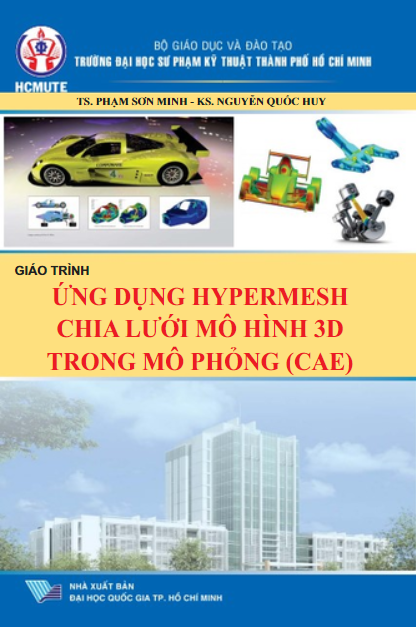 BỘ GIÁO DỤC VÀ ĐÀO TẠO
TRƯỜNG ĐẠI HỌC SƯ PHẠM KỸ THUẬT THÀNH PHỐ HỒ CHÍ MINH
HCMUTE
TS. PHẠM SƠN MINH - KS. NGUYỄN QUỐC HUY
GIÁO TRÌNH
ỨNG DỤNG HYPERMESH
CHIA LƯỚI MÔ HÌNH 3D
TRONG MÔ PHỎNG (CAE)
NHÀ XUẤT BẢN
ĐẠI HỌC QUỐC GIA TP. HỒ CHÍ MINH